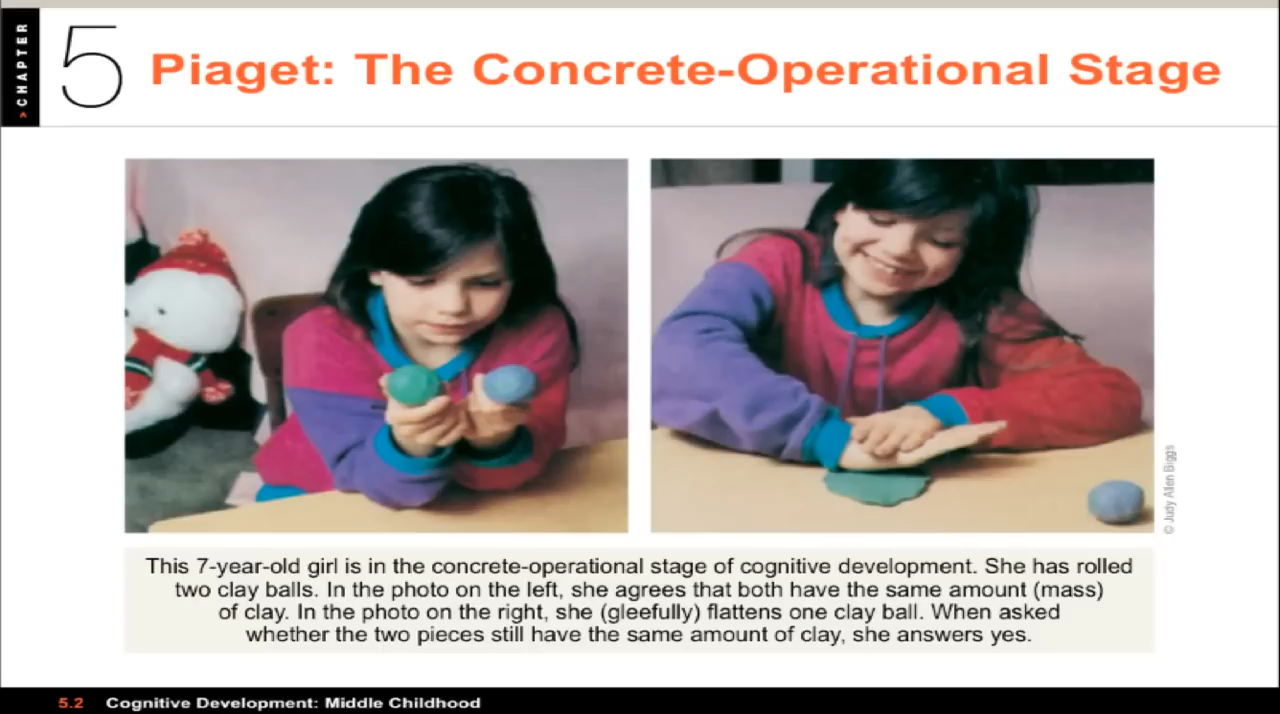 > CHAPTER
5
Piaget: The Concrete-Operational Stage
© Judy Allen Biggs
This 7-year-old girl is in the concrete-operational stage of cognitive development. She has rolled
two clay balls. In the photo on the left, she agrees that both have the same amount (mass)
of clay. In the photo on the right, she (gleefully) flattens one clay ball. When asked
whether the two pieces still have the same amount of clay, she answers yes.
5.2 Cognitive Development: Middle Childhood